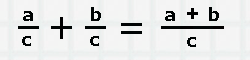 a/c + b/c = (a + b)/c